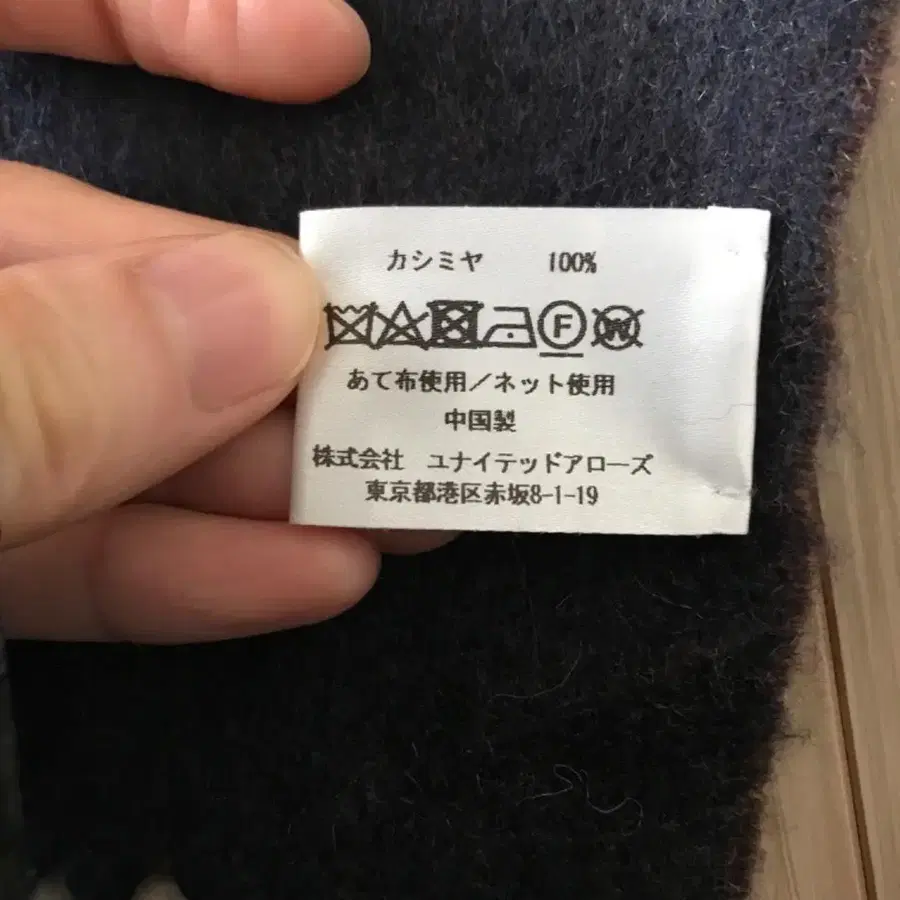 カシミヤ 100%
F W
あて布使用／ネット使用
中国製
株式会社 ユナイテッドアローズ
東京都港区赤坂8-1-19